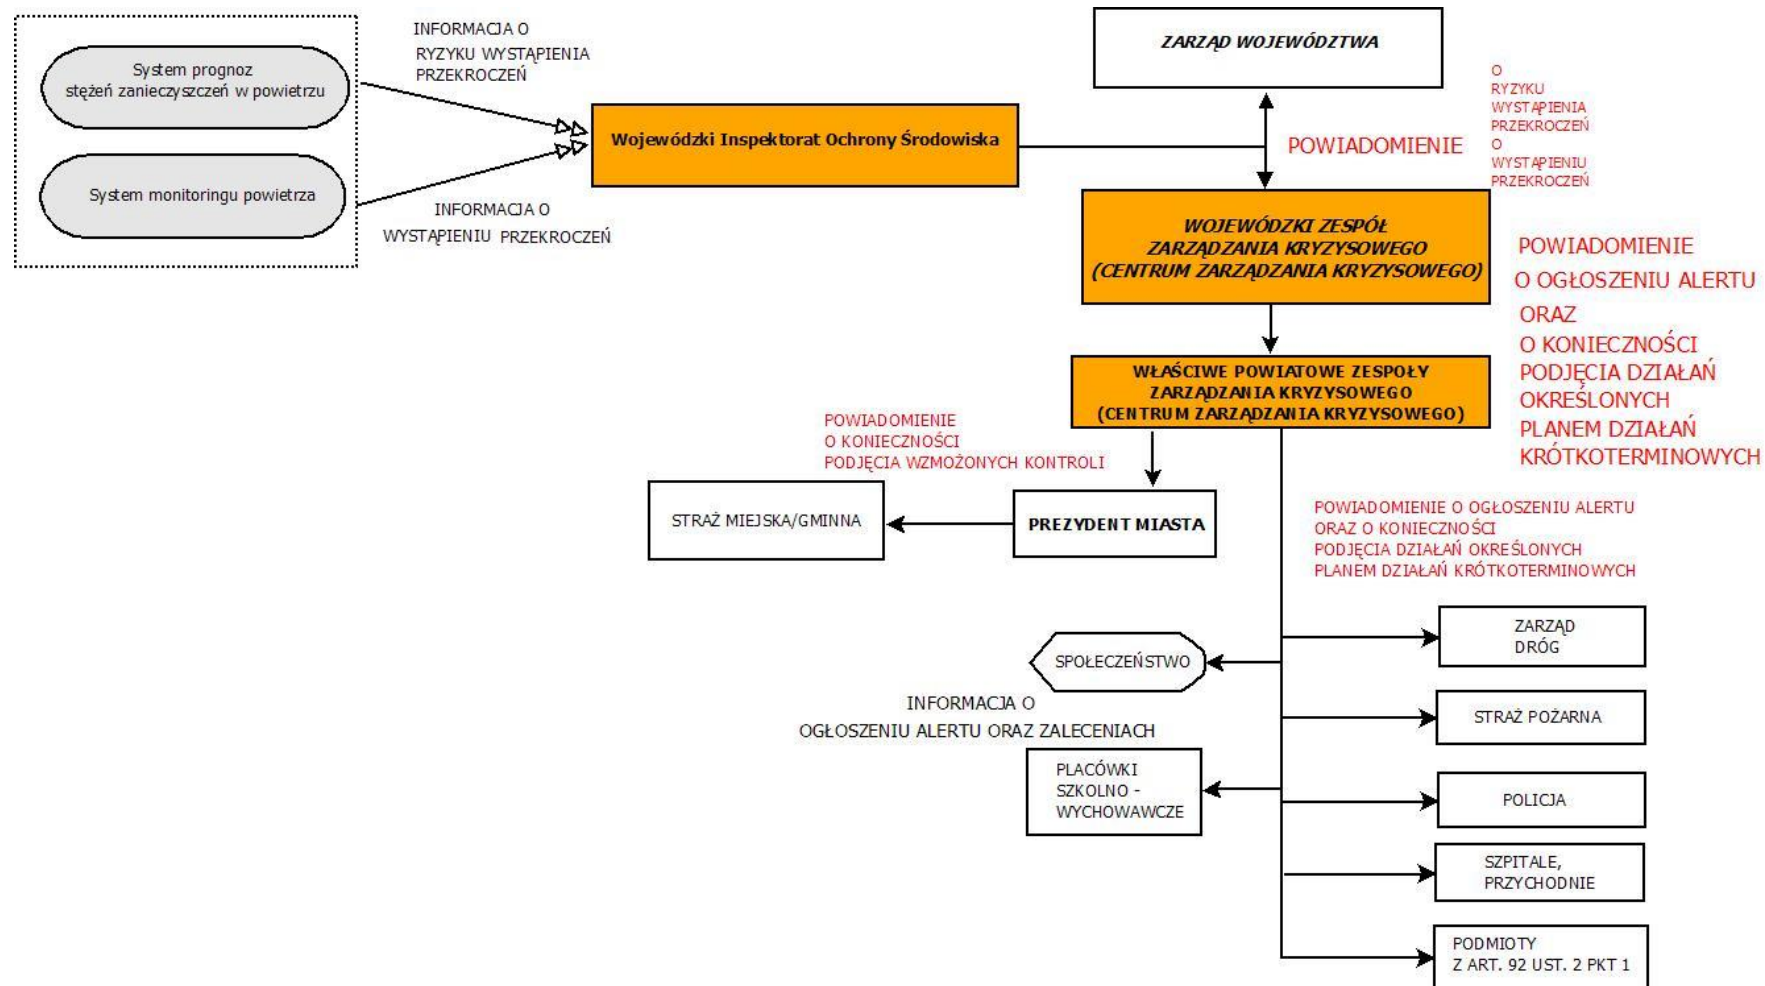 INFORMACJA O
RYZYKU WYSTĄPIENIA
PRZEKROCZEŃ
System prognoz
stężeń zanieczyszczeń w powietrzu
System monitoringu powietrza
INFORMACJA O
WYSTĄPIENIU PRZEKROCZEŃ
Wojewódzki Inspektorat Ochrony Środowiska
ZARZĄD WOJEWÓDZTWA
POWIADOMIENIE
O
RYZYKU
WYSTĄPIENIA
PRZEKROCZEŃ
O
WYSTĄPIENIU
PRZEKROCZEŃ
WOJEWÓDZKI ZESPÓŁ
ZARZĄDZANIA KRYZYSOWEGO
(CENTRUM ZARZĄDZANIA KRYZYSOWEGO)
POWIADOMIENIE
O OGŁOSZENIU ALERTU
ORAZ
O KONIECZNOŚCI
PODJĘCIA DZIAŁAŃ
OKREŚLONYCH
PLANEM DZIAŁAŃ
KRÓTKOTERMINOWYCH
WŁAŚCIWE POWIATOWE ZESPOŁY
ZARZĄDZANIA KRYZYSOWEGO
(CENTRUM ZARZĄDZANIA KRYZYSOWEGO)
POWIADOMIENIE
O KONIECZNOŚCI
PODJĘCIA WZMOŻONYCH KONTROLI
STRAŻ MIEJSKA/GMINNA
PREZYDENT MIASTA
POWIADOMIENIE O OGŁOSZENIU ALERTU
ORAZ O KONIECZNOŚCI
PODJĘCIA DZIAŁAŃ OKREŚLONYCH
PLANEM DZIAŁAŃ KRÓTKOTERMINOWYCH
SPOŁECZEŃSTWO
INFORMACJA O
OGŁOSZENIU ALERTU ORAZ ZALECENIACH
PLACÓWKI
SZKOLNO -
WYCHOWAWCZE
ZARZĄD
DRÓG
STRAŻ POŻARNA
POLICJA
SZPITALE,
PRZYCHODNIE
PODMIOTY
Z ART. 92 UST. 2 PKT 1